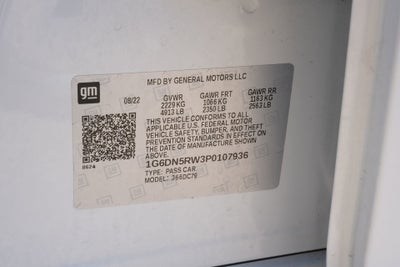 gm
MFD BY GENERAL MOTORS LLC
08/22 GVWR GAWR FRT GAWR RR
2229 KG 1066 KG 1163 KG
4913 LB 2350 LB 2563 LB
THIS VEHICLE CONFORMS TO ALL
APPLICABLE U.S. FEDERAL MOTOR
VEHICLE SAFETY, BUMPER, AND THEFT
PREVENTION STANDARDS IN EFFECT ON
THE DATE OF MANUFACTURE SHOWN
ABOVE.
1G6DN5RW3P0107936
TYPE: PASS CAR
MODEL: